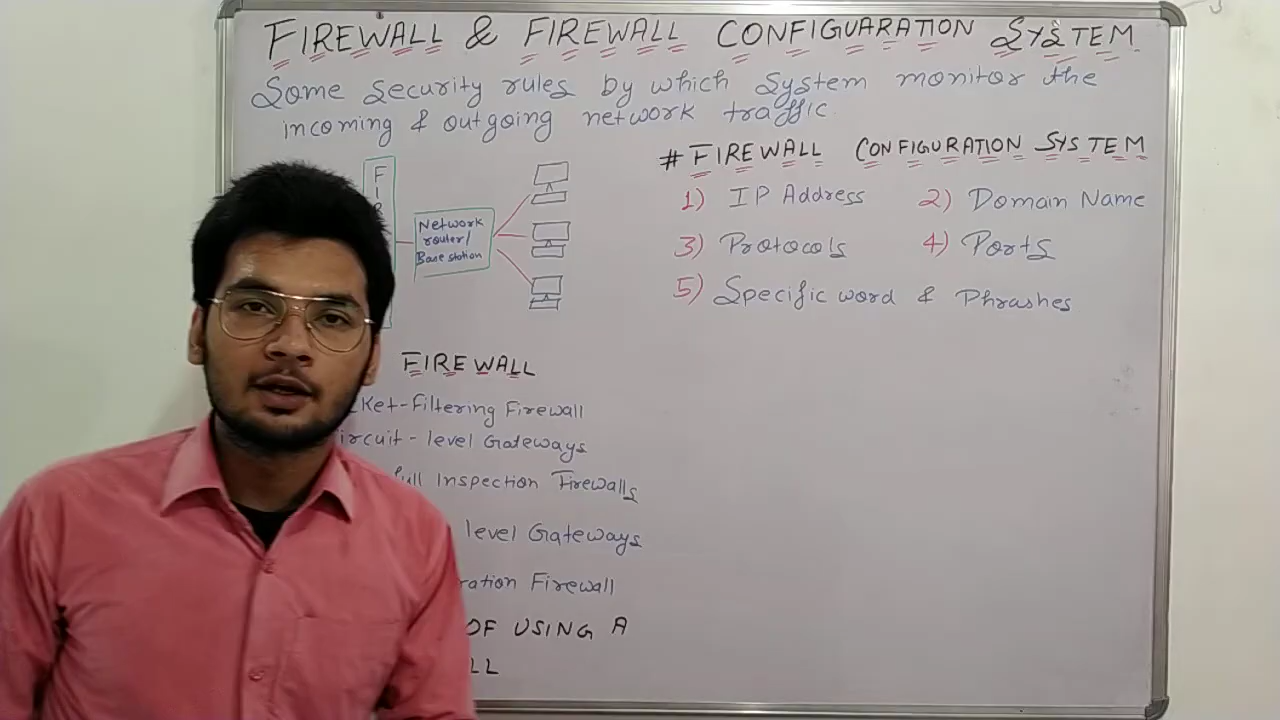 FIREWALL & FIREWALL CONFIGUARATION SYSTEM
Some security rules by which System monitor the
incoming & outgoing network traffic
F
I
R
Network
router/
Base station
# FIREWALL CONFIGURATION SYSTEM
1) IP Address 2) Domain Name
3) Protocols 4) Ports
5) Specific word & Phrashes
FIREWALL
ket-Filtering Firewall
ircuit-level Gateways
full Inspection Firewalls
level Gateways
ration Firewall
OF USING A
LL